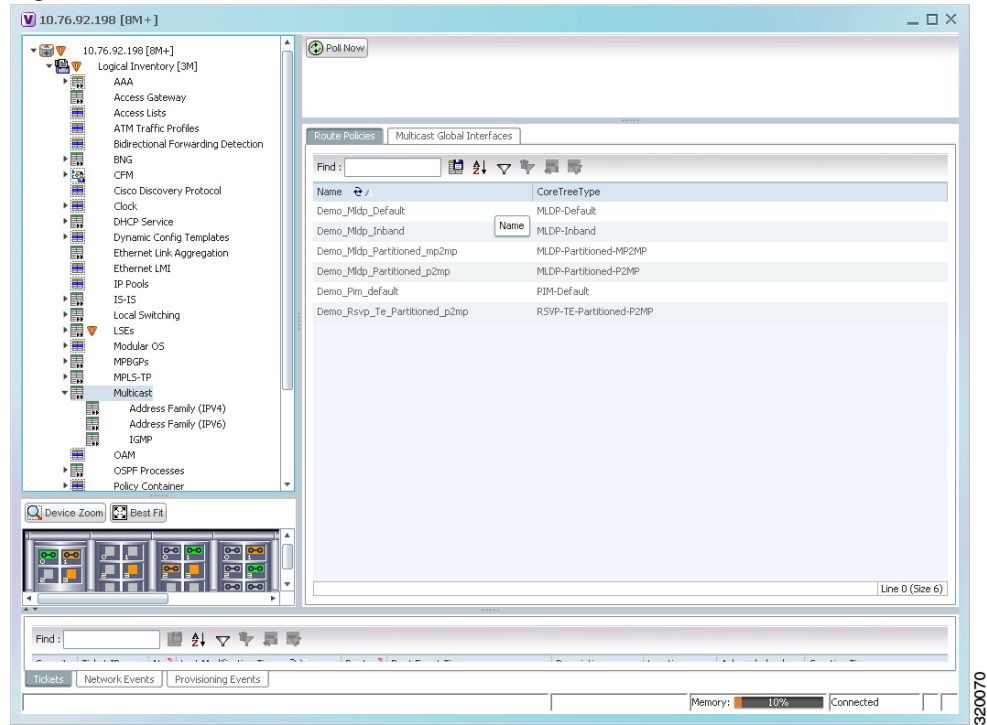 10.76.92.198 [8M+]
10.76.92.198 [8M+]
Logical Inventory [3M]
AAA
Access Gateway
Access Lists
ATM Traffic Profiles
Bidirectional Forwarding Detection
BNG
CFM
Cisco Discovery Protocol
Clock
DHCP Service
Dynamic Config Templates
Ethernet Link Aggregation
Ethernet LMI
IP Pools
IS-IS
Local Switching
LSEs
Modular OS
MPBGPs
MPLS-TP
Multicast
Address Family (IPV4)
Address Family (IPV6)
IGMP
OAM
OSPF Processes
Policy Container
Device Zoom Best Fit
Poll Now
Route Policies Multicast Global Interfaces
Find :
Name CoreTreeType
Demo_Mldp_Default MLDP-Default
Demo_Mldp_Inband MLDP-Inband
Name
Demo_Mldp_Partitioned_mp2mp MLDP-Partitioned-MP2MP
Demo_Mldp_Partitioned_p2mp MLDP-Partitioned-P2MP
Demo_Pim_default PIM-Default
Demo_Rsvp_Te_Partitioned_p2mp RSVP-TE-Partitioned-P2MP
Line 0 (Size 6)
Find :
Tickets Network Events Provisioning Events
Memory: 10% Connected
320070